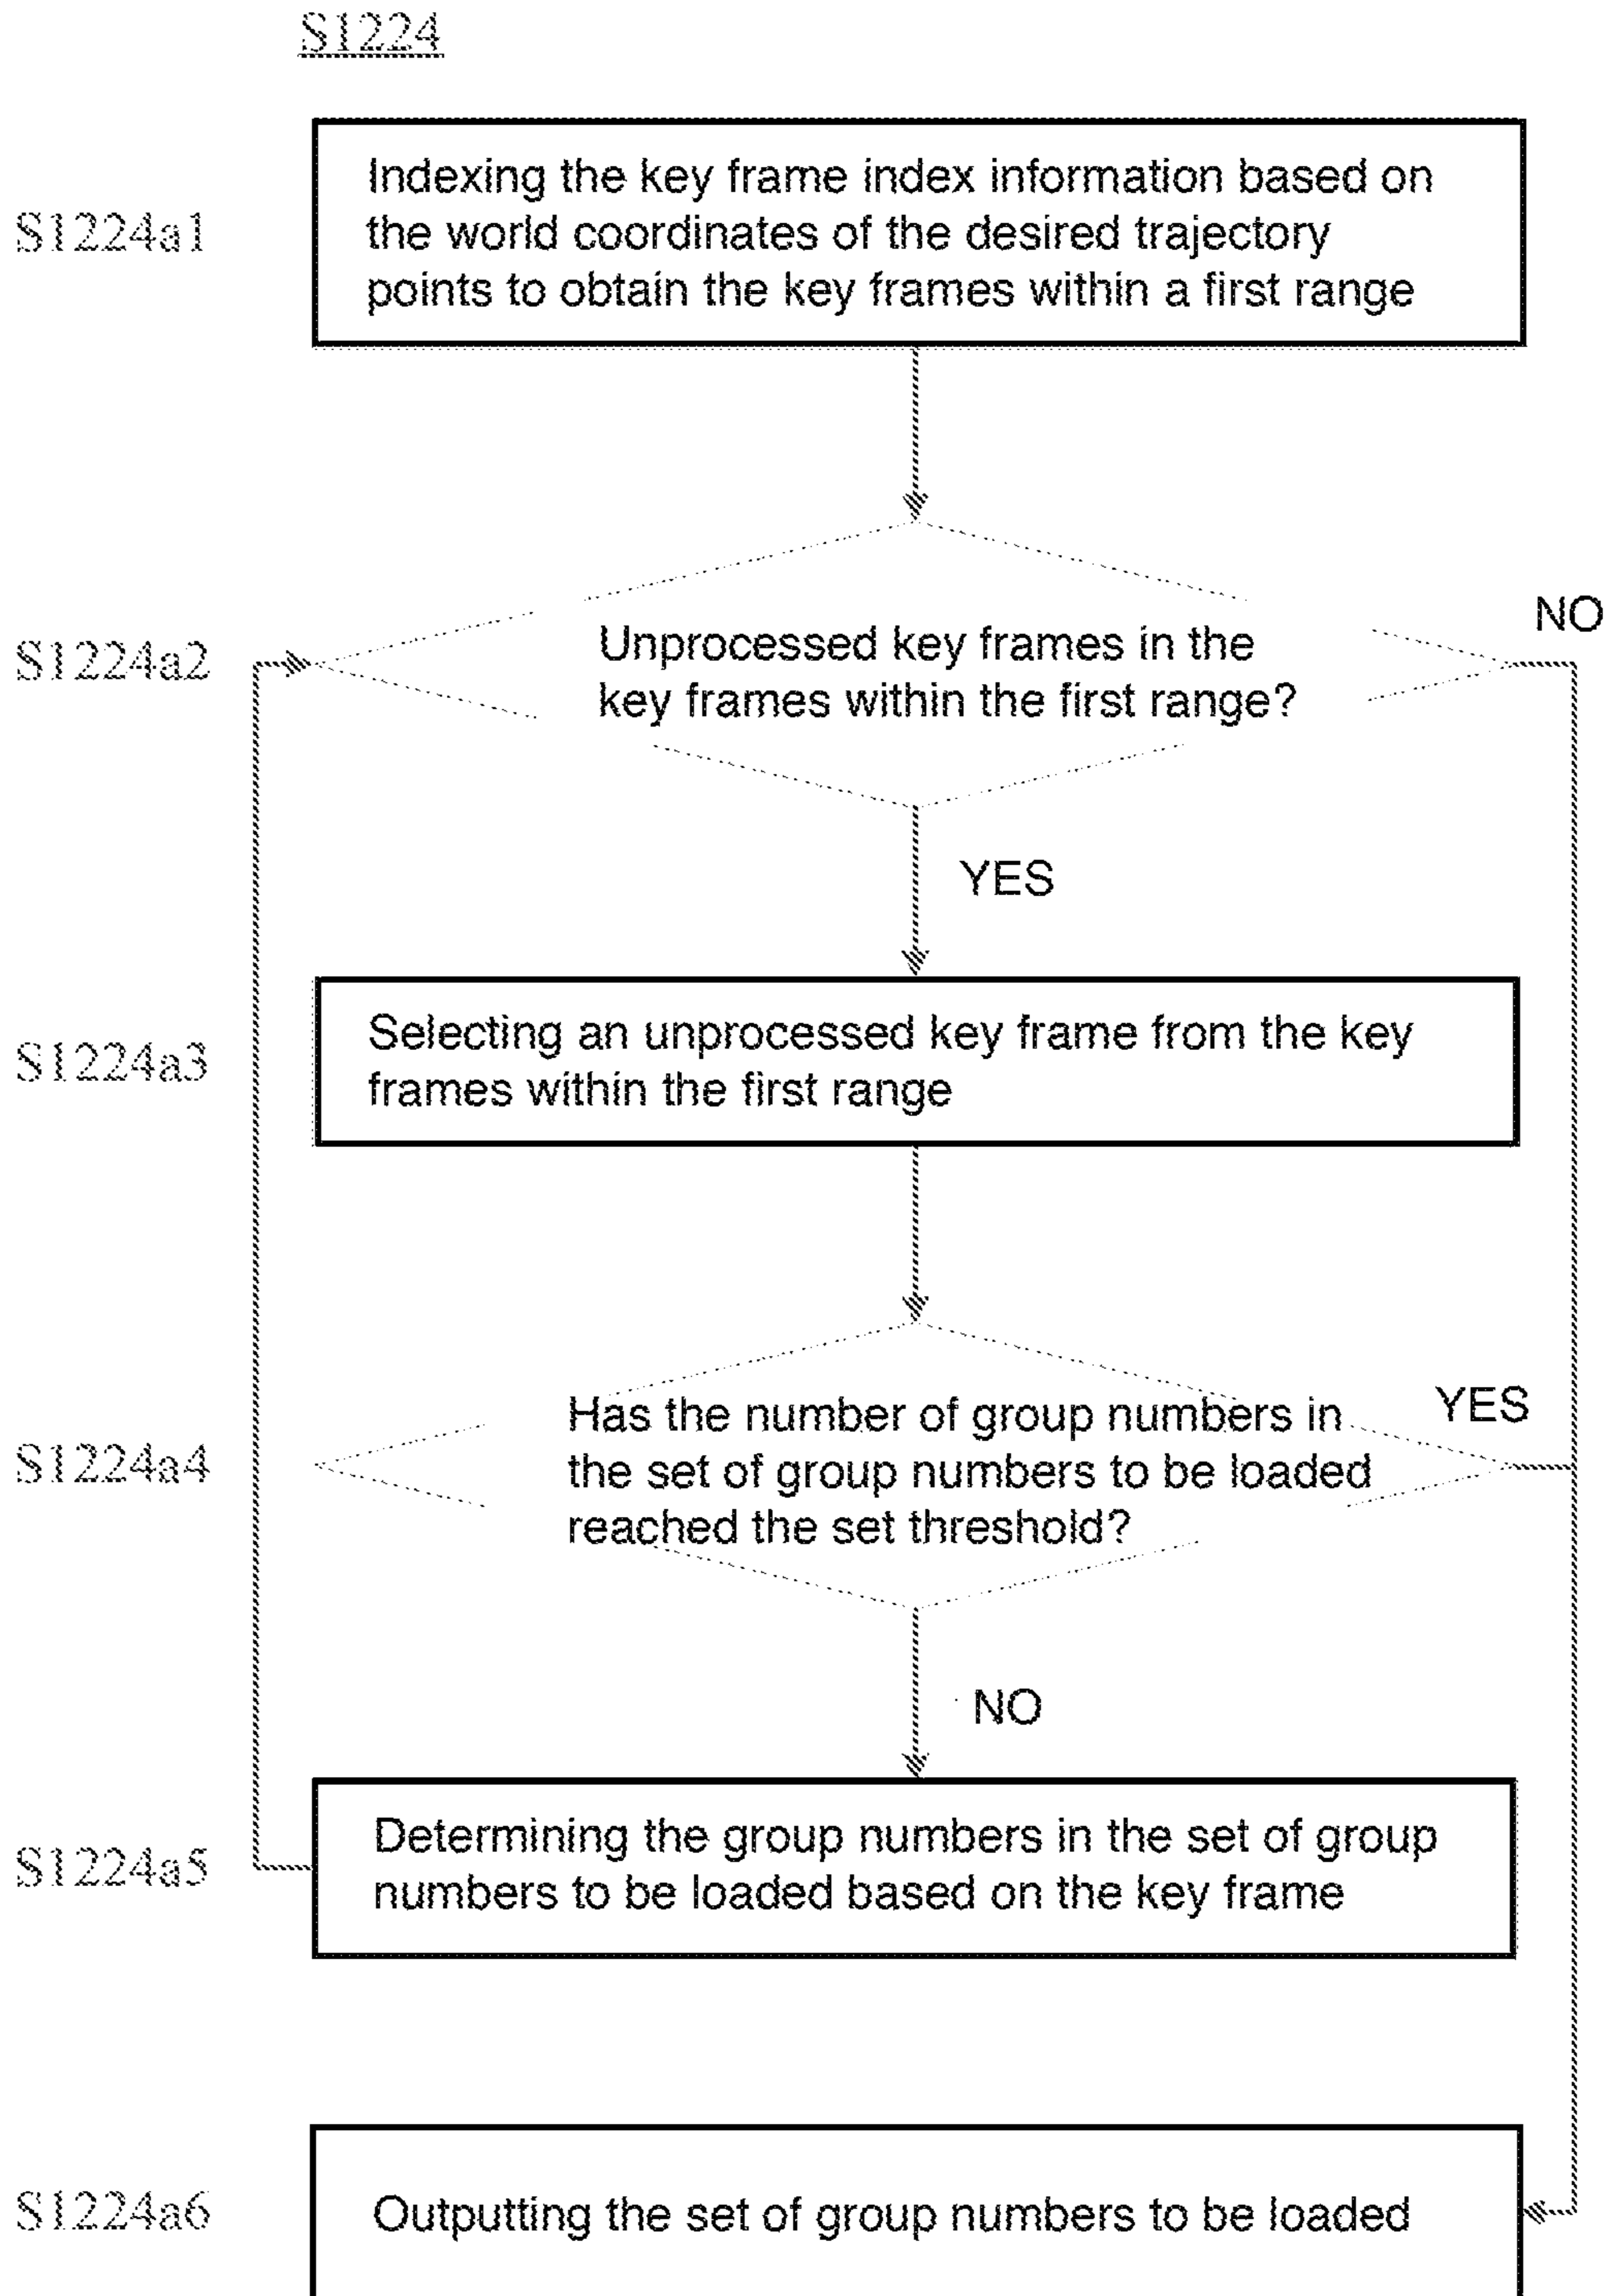 S1224
S1224a1
Indexing the key frame index information based on
the world coordinates of the desired trajectory
points to obtain the key frames within a first range
S1224a2
Unprocessed key frames in the
key frames within the first range?
NO
YES
S1224a3
Selecting an unprocessed key frame from the key
frames within the first range
S1224a4
Has the number of group numbers in
the set of group numbers to be loaded
reached the set threshold?
YES
NO
S1224a5
Determining the group numbers in the set of group
numbers to be loaded based on the key frame
S1224a6
Outputting the set of group numbers to be loaded